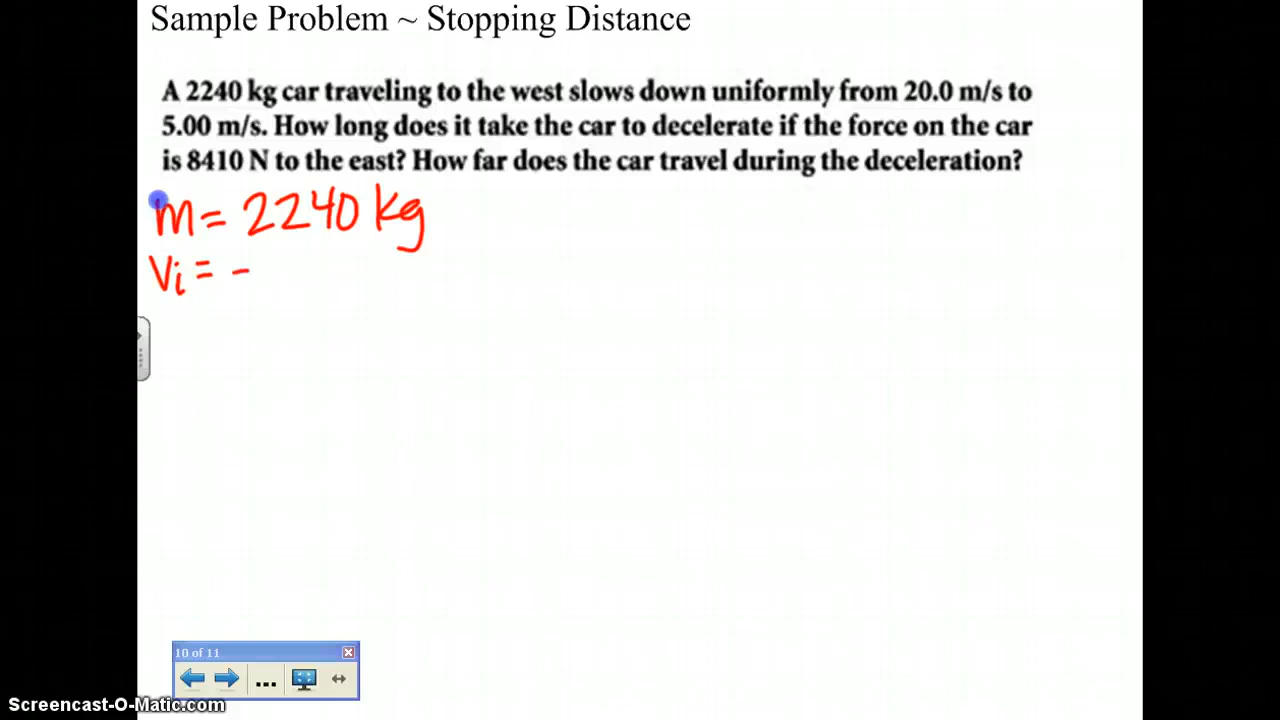 Sample Problem ~ Stopping Distance
A 2240 kg car traveling to the west slows down uniformly from 20.0 m/s to
5.00 m/s. How long does it take the car to decelerate if the force on the car
is 8410 N to the east? How far does the car travel during the deceleration?
m = 2240 kg
Vi = -
10 of 11
...
Screencast-O-Matic.com